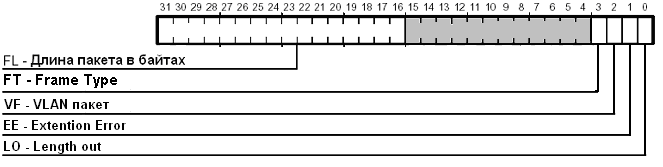 31 30 29 28 27 26 25 24 23 22 21 20 19 18 17 16 15 14 13 12 11 10 9 8 7 6 5 4 3 2 1 0
FL - Длина пакета в байтах
FT - Frame Type
VF - VLAN пакет
EE - Extention Error
LO - Length out